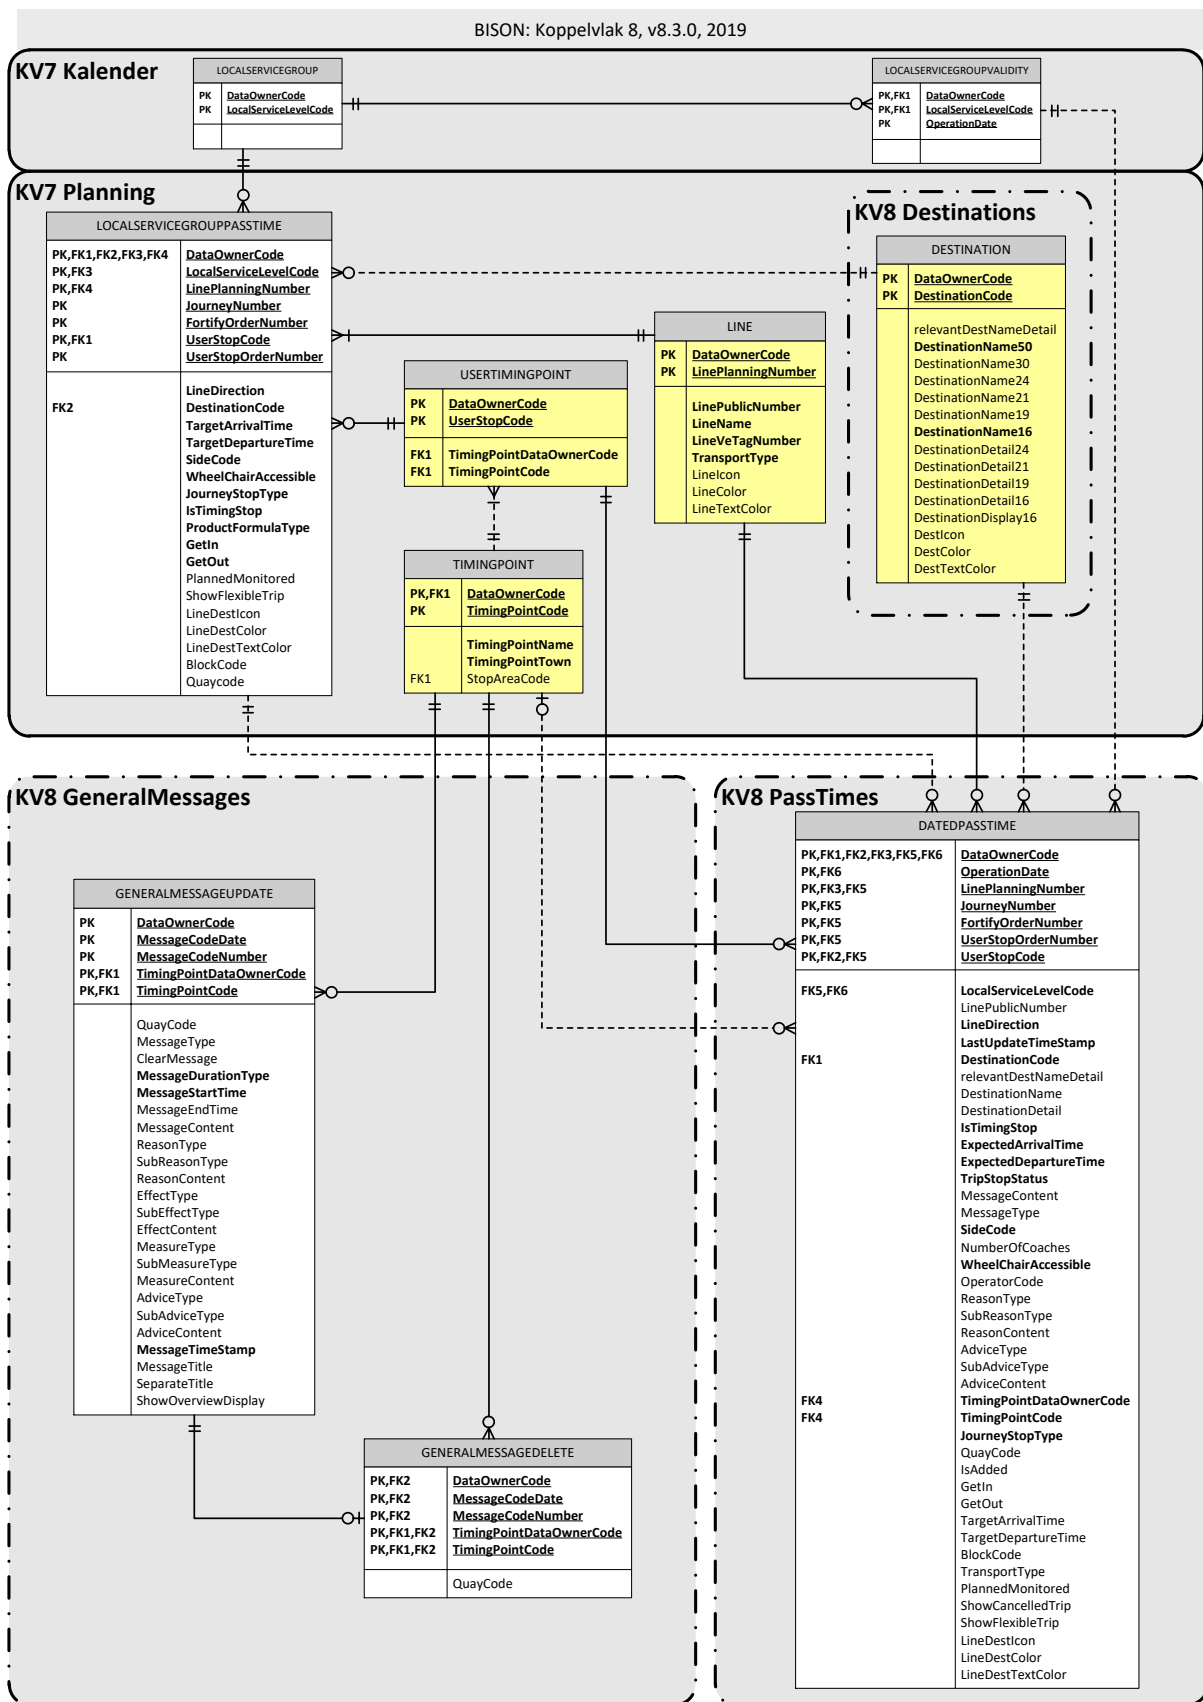 BISON: Koppelvlak 8, v8.3.0, 2019
KV7 Kalender
LOCALSERVICEGROUP
PK DataOwnerCode
PK LocalServiceLevelCode
LOCALSERVICEGROUPVALIDITY
PK,FK1 DataOwnerCode
PK,FK1 LocalServiceLevelCode
PK OperationDate
KV7 Planning
LOCALSERVICEGROUPPASSTIME
PK,FK1,FK2,FK3,FK4 DataOwnerCode
PK,FK3 LocalServiceLevelCode
PK,FK4 LinePlanningNumber
PK JourneyNumber
PK FortifyOrderNumber
PK,FK1 UserStopCode
PK UserStopOrderNumber
LineDirection
FK2 DestinationCode
TargetArrivalTime
TargetDepartureTime
SideCode
WheelChairAccessible
JourneyStopType
IsTimingStop
ProductFormulaType
GetIn
GetOut
PlannedMonitored
ShowFlexibleTrip
LineDestIcon
LineDestColor
LineDestTextColor
BlockCode
Quaycode
USERTIMINGPOINT
PK DataOwnerCode
PK UserStopCode
FK1 TimingPointDataOwnerCode
FK1 TimingPointCode
TIMINGPOINT
PK,FK1 DataOwnerCode
PK TimingPointCode
TimingPointName
TimingPointTown
FK1 StopAreaCode
LINE
PK DataOwnerCode
PK LinePlanningNumber
LinePublicNumber
LineName
LineVeTagNumber
TransportType
LineIcon
LineColor
LineTextColor
KV8 Destinations
DESTINATION
PK DataOwnerCode
PK DestinationCode
relevantDestNameDetail
DestinationName50
DestinationName30
DestinationName24
DestinationName21
DestinationName19
DestinationName16
DestinationDetail24
DestinationDetail21
DestinationDetail19
DestinationDetail16
DestinationDisplay16
DestIcon
DestColor
DestTextColor
KV8 GeneralMessages
GENERALMESSAGEUPDATE
PK DataOwnerCode
PK MessageCodeDate
PK MessageCodeNumber
PK,FK1 TimingPointDataOwnerCode
PK,FK1 TimingPointCode
QuayCode
MessageType
ClearMessage
MessageDurationType
MessageStartTime
MessageEndTime
MessageContent
ReasonType
SubReasonType
ReasonContent
EffectType
SubEffectType
EffectContent
MeasureType
SubMeasureType
MeasureContent
AdviceType
SubAdviceType
AdviceContent
MessageTimeStamp
MessageTitle
SeparateTitle
ShowOverviewDisplay
GENERALMESSAGEDELETE
PK,FK2 DataOwnerCode
PK,FK2 MessageCodeDate
PK,FK2 MessageCodeNumber
PK,FK1,FK2 TimingPointDataOwnerCode
PK,FK1,FK2 TimingPointCode
QuayCode
KV8 PassTimes
DATEDPASSTIME
PK,FK1,FK2,FK3,FK5,FK6 DataOwnerCode
PK,FK6 OperationDate
PK,FK3,FK5 LinePlanningNumber
PK,FK5 JourneyNumber
PK,FK5 FortifyOrderNumber
PK,FK5 UserStopOrderNumber
PK,FK2,FK5 UserStopCode
FK5,FK6 LocalServiceLevelCode
LinePublicNumber
LineDirection
LastUpdateTimeStamp
FK1 DestinationCode
relevantDestNameDetail
DestinationName
DestinationDetail
IsTimingStop
ExpectedArrivalTime
ExpectedDepartureTime
TripStopStatus
MessageContent
MessageType
SideCode
NumberOfCoaches
WheelChairAccessible
OperatorCode
ReasonType
SubReasonType
ReasonContent
AdviceType
SubAdviceType
AdviceContent
FK4 TimingPointDataOwnerCode
FK4 TimingPointCode
JourneyStopType
QuayCode
IsAdded
GetIn
GetOut
TargetArrivalTime
TargetDepartureTime
BlockCode
TransportType
PlannedMonitored
ShowCancelledTrip
ShowFlexibleTrip
LineDestIcon
LineDestColor
LineDestTextColor